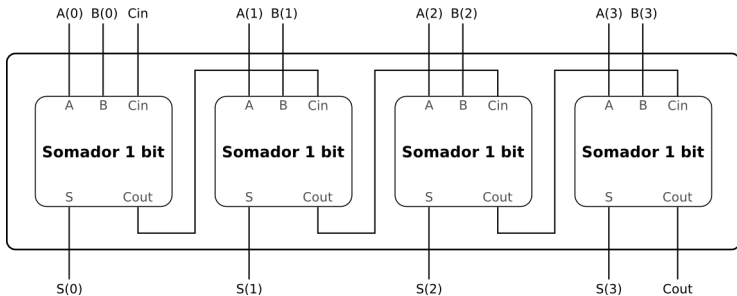 A(0) B(0) Cin A(1) B(1) A(2) B(2) A(3) B(3)
A B Cin A B Cin A B Cin A B Cin
Somador 1 bit Somador 1 bit Somador 1 bit Somador 1 bit
S Cout S Cout S Cout S Cout
S(0) S(1) S(2) S(3) Cout